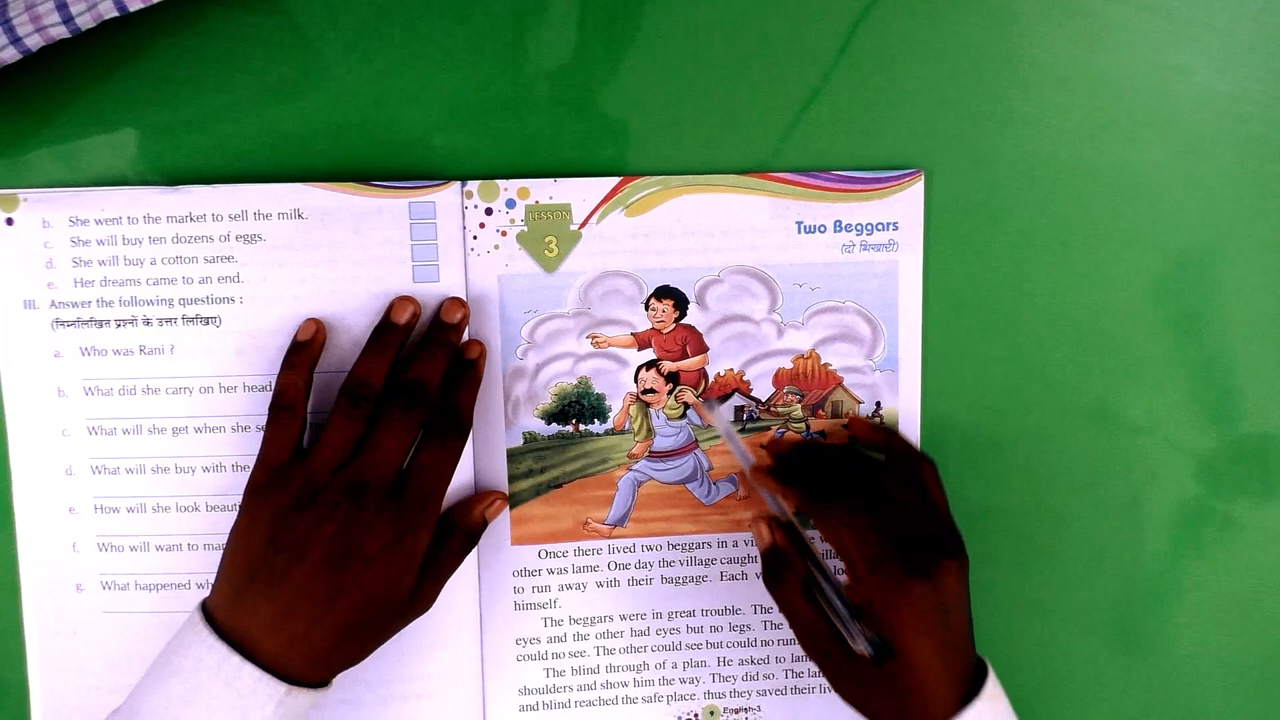 b. She went to the market to sell the milk.
c. She will buy ten dozens of eggs.
d. She will buy a cotton saree.
e. Her dreams came to an end.
III. Answer the following questions :
(निम्नलिखित प्रश्नों के उत्तर लिखिए)
a. Who was Rani ?
b. What did she carry on her head
c. What will she get when she
d. What will she buy with the
e. How will she look
f. Who will want to
g. What happened
LESSON
3
Two Beggars
(दो भिखारी)
Once there lived two beggars in a
other was lame. One day the village caught
to run away with their baggage. Each
himself.
The beggars were in great trouble. The
eyes and the other had eyes but no legs. The
could no see. The other could see but could no run.
The blind through of a plan. He asked to
shoulders and show him the way. They did so. The
and blind reached the safe place. thus they saved their
9 English-3